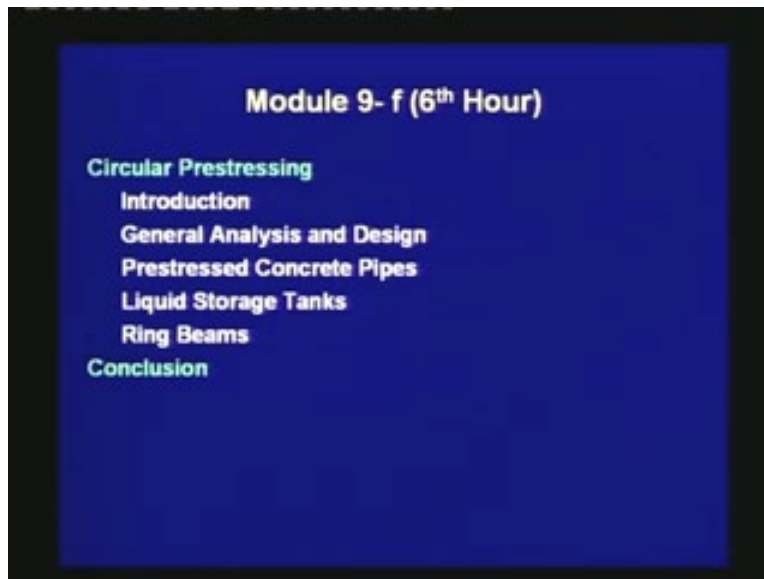 Module 9- f (6th Hour)
Circular Prestressing
Introduction
General Analysis and Design
Prestressed Concrete Pipes
Liquid Storage Tanks
Ring Beams
Conclusion